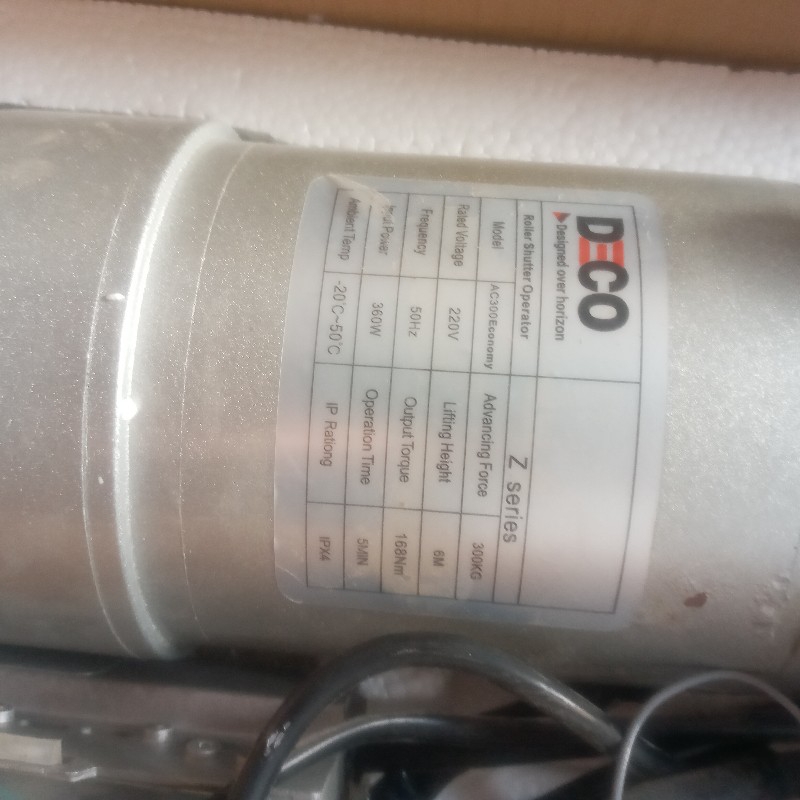 DECO
Designed over horizon
Roller Shutter Operator Z series
Model AC300Economy Advancing Force 300KG
Rated Voltage 220V Lifting Height 6M
Frequency 50Hz Output Torque 168Nm
Input Power 360W Operation Time 5MIN
Ambient Temp -20℃~50℃ IP Rationg IPX4